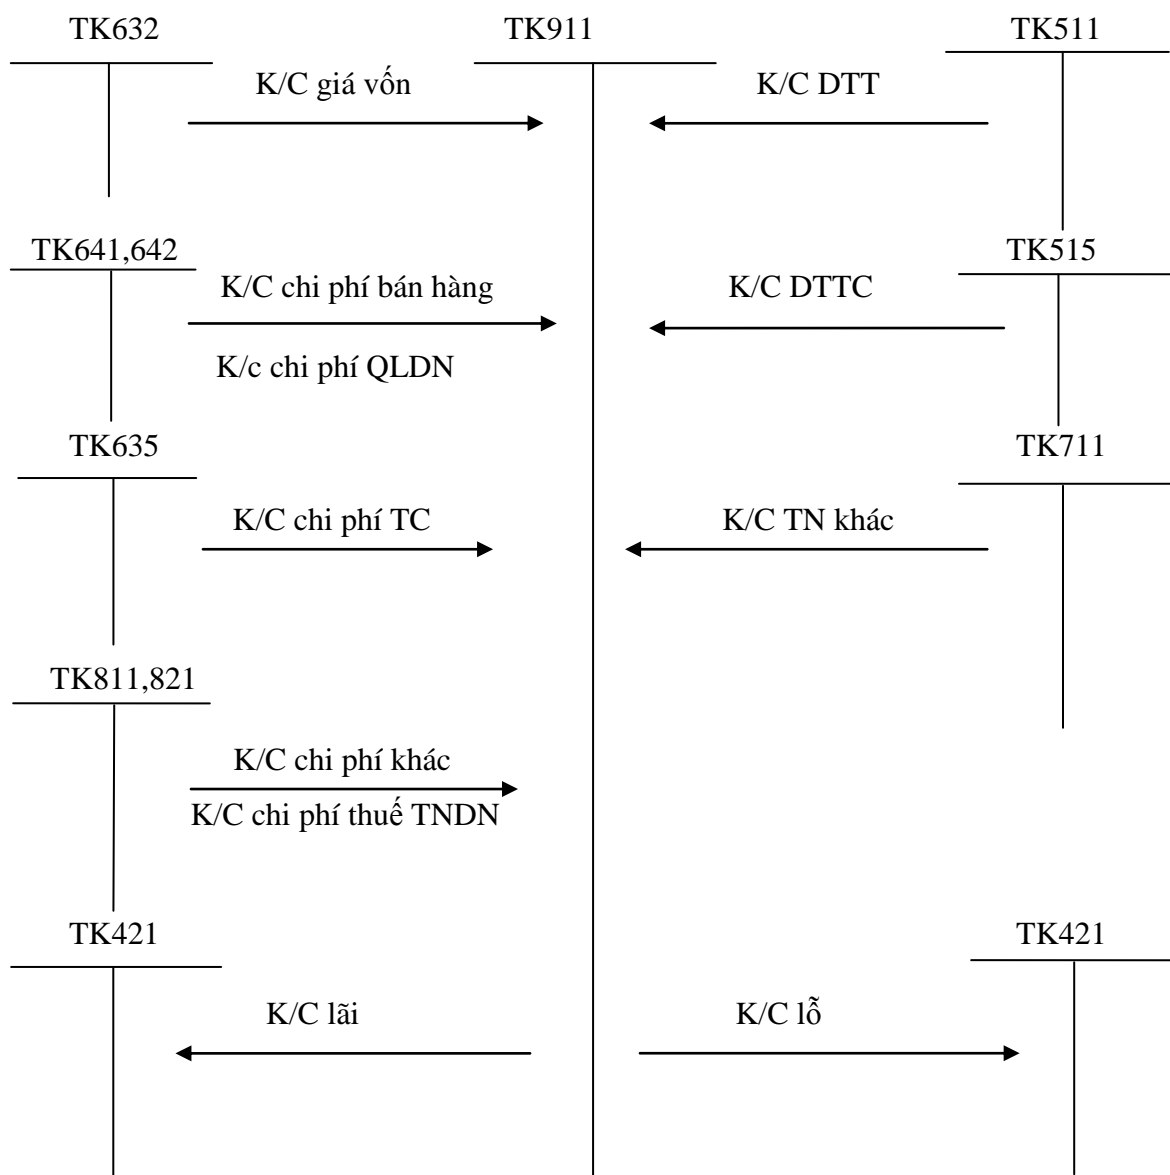 TK632 TK911 TK511
K/C giá vốn K/C DTT
TK641,642 TK515
K/C chi phí bán hàng K/C DTTC
K/c chi phí QLDN
TK635 TK711
K/C chi phí TC K/C TN khác
TK811,821
K/C chi phí khác
K/C chi phí thuế TNDN
TK421 TK421
K/C lãi K/C lỗ